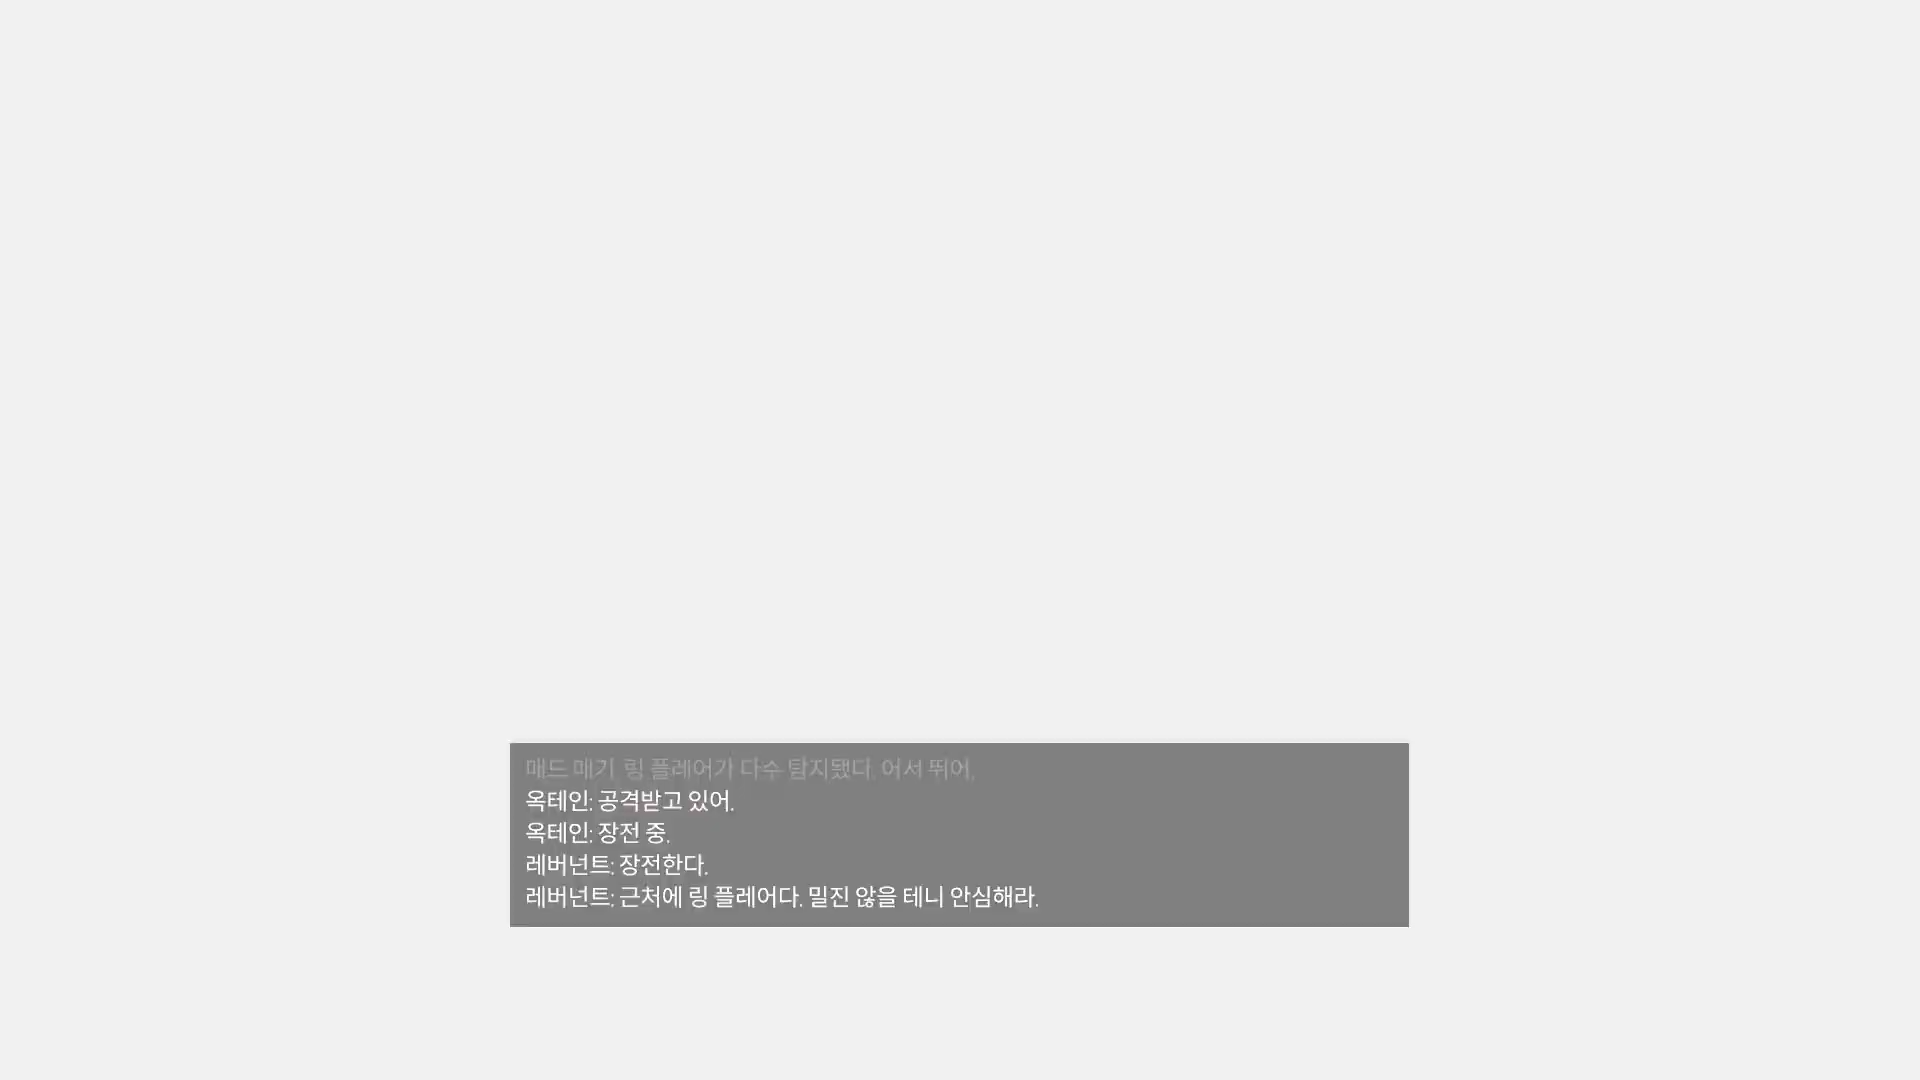 매드 매기: 링 플레어가 다수 탐지됐다. 어서 뛰어.
옥테인: 공격받고 있어.
옥테인: 장전 중.
레버넌트: 장전한다.
레버넌트: 근처에 링 플레어다. 밀진 않을 테니 안심해라.